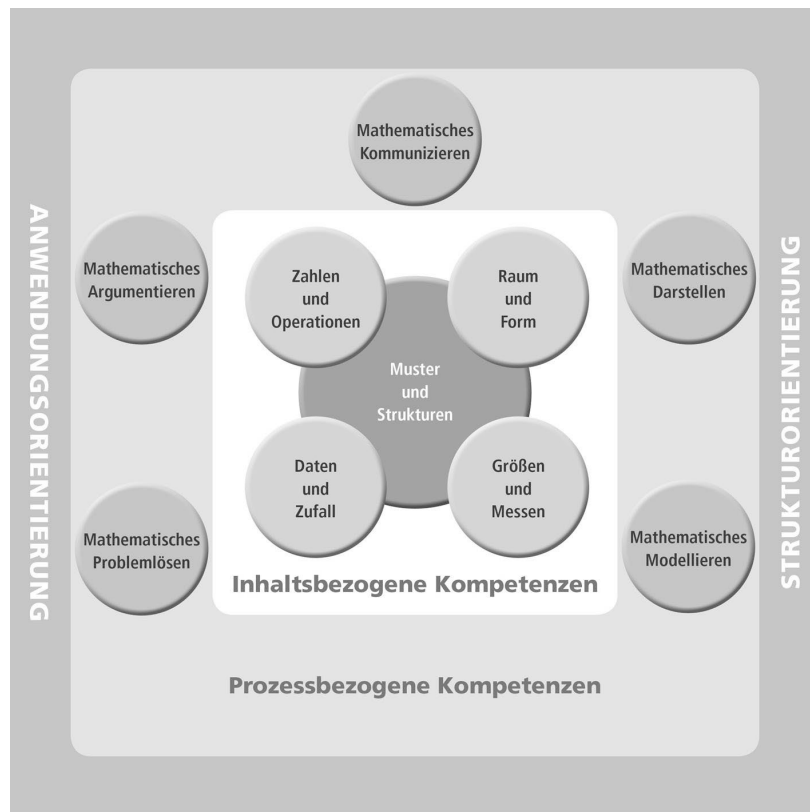 Mathematisches
Kommunizieren
ANWENDUNGSORIENTIERUNG
Mathematisches
Argumentieren
Zahlen
und
Operationen
Raum
und
Form
Mathematisches
Darstellen
STRUKTURORIENTIERUNG
Muster
und
Strukturen
Daten
und
Zufall
Größen
und
Messen
Mathematisches
Problemlösen
Mathematisches
Modellieren
Inhaltsbezogene Kompetenzen
Prozessbezogene Kompetenzen